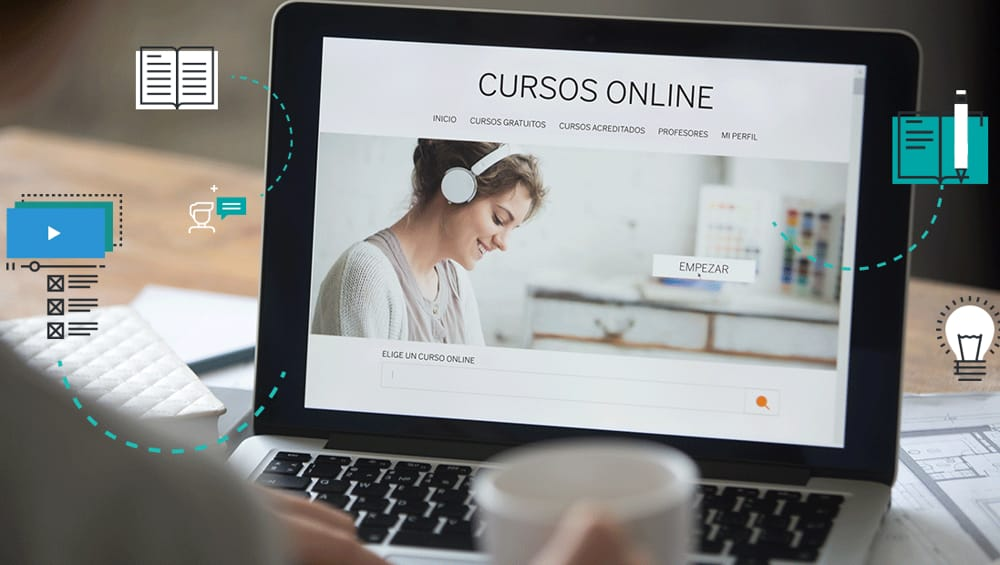 CURSOS ONLINE
INICIO CURSOS GRATUITOS CURSOS ACREDITADOS PROFESORES MI PERFIL
EMPEZAR
ELIGE UN CURSO ONLINE